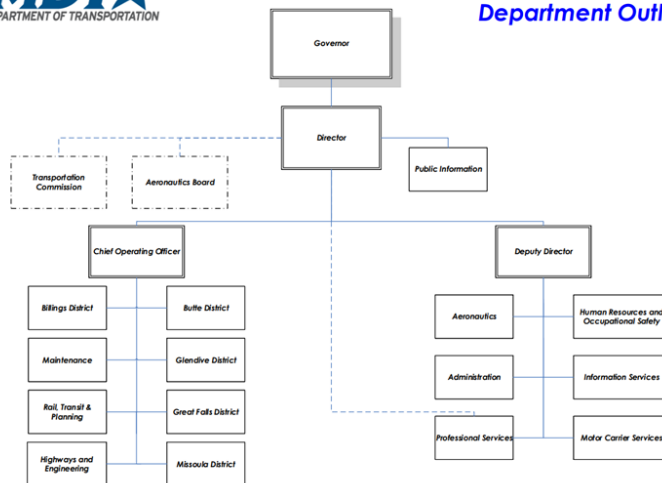 DEPARTMENT OF TRANSPORTATION
Department
Governor
Director
Transportation
Commission
Aeronautics Board
Public Information
Chief Operating Officer
Deputy Director
Billings District
Butte District
Aeronautics
Human Resources and
Occupational Safety
Maintenance
Glendive District
Administration
Information Services
Rail, Transit &
Planning
Great Falls District
Professional Services
Motor Carrier Services
Highways and
Engineering
Missoula District